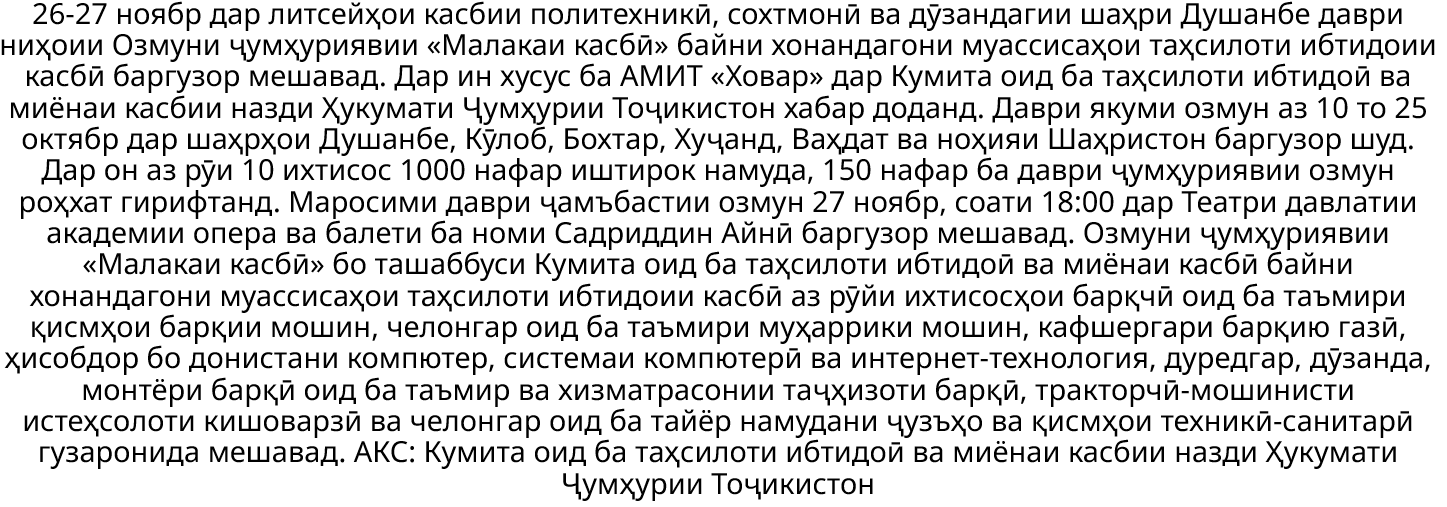 26-27 ноябр дар литсейҳои касбии политехникӣ, сохтмонӣ ва дӯзандагии шаҳри Душанбе даври
ниҳоии Озмуни ҷумҳуриявии «Малакаи касбӣ» байни хонандагони муассисаҳои таҳсилоти ибтидоии
касбӣ баргузор мешавад. Дар ин хусус ба АМИТ «Ховар» дар Кумита оид ба таҳсилоти ибтидоӣ ва
миёнаи касбии назди Ҳукумати Ҷумҳурии Тоҷикистон хабар доданд. Даври якуми озмун аз 10 то 25
октябр дар шаҳрҳои Душанбе, Кӯлоб, Бохтар, Хуҷанд, Ваҳдат ва ноҳияи Шаҳристон баргузор шуд.
Дар он аз рӯи 10 ихтисос 1000 нафар иштирок намуда, 150 нафар ба даври ҷумҳуриявии озмун
роҳхат гирифтанд. Маросими даври ҷамъбастии озмун 27 ноябр, соати 18:00 дар Театри давлатии
академии опера ва балети ба номи Садриддин Айнӣ баргузор мешавад. Озмуни ҷумҳуриявии
«Малакаи касбӣ» бо ташаббуси Кумита оид ба таҳсилоти ибтидоӣ ва миёнаи касбӣ байни
хонандагони муассисаҳои таҳсилоти ибтидоии касбӣ аз рӯйи ихтисосҳои барқчӣ оид ба таъмири
қисмҳои барқии мошин, челонгар оид ба таъмири муҳаррики мошин, кафшергари барқию газӣ,
ҳисобдор бо донистани компютер, системаи компютерӣ ва интернет-технология, дуредгар, дӯзанда,
монтёри барқӣ оид ба таъмир ва хизматрасонии таҷҳизоти барқӣ, тракторчӣ-мошинисти
истеҳсолоти кишоварзӣ ва челонгар оид ба тайёр намудани ҷузъҳо ва қисмҳои техникӣ-санитарӣ
гузаронида мешавад. АКС: Кумита оид ба таҳсилоти ибтидоӣ ва миёнаи касбии назди Ҳукумати
Ҷумҳурии Тоҷикистон